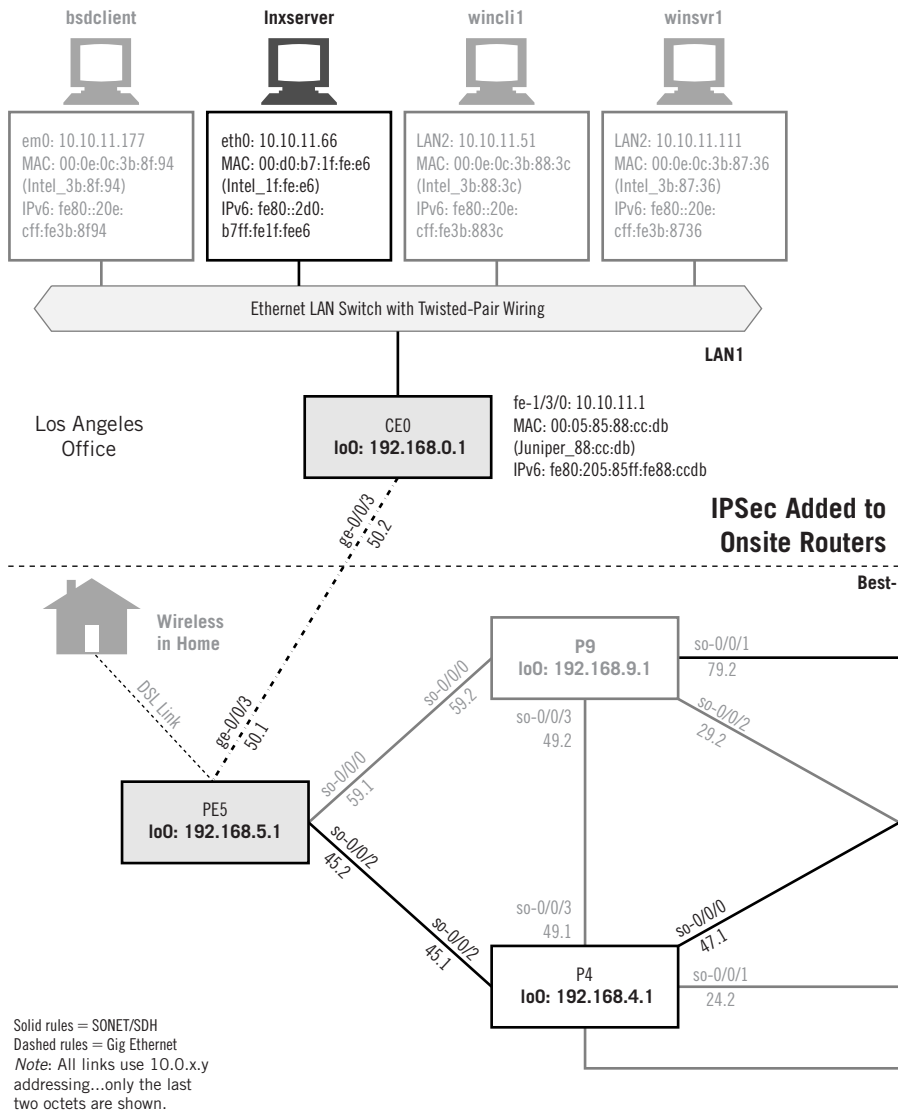 bsdclient
lnxserver
wincli1
winsvr1
em0: 10.10.11.177
MAC: 00:0e:0c:3b:8f:94
(Intel_3b:8f:94)
IPv6: fe80::20e:
cff:fe3b:8f94
eth0: 10.10.11.66
MAC: 00:d0:b7:1f:fe:e6
(Intel_1f:fe:e6)
IPv6: fe80::2d0:
b7ff:fe1f:fee6
LAN2: 10.10.11.51
MAC: 00:0e:0c:3b:88:3c
(Intel_3b:88:3c)
IPv6: fe80::20e:
cff:fe3b:883c
LAN2: 10.10.11.111
MAC: 00:0e:0c:3b:87:36
(Intel_3b:87:36)
IPv6: fe80::20e:
cff:fe3b:8736
Ethernet LAN Switch with Twisted-Pair Wiring
LAN1
Los Angeles
Office
CE0
lo0: 192.168.0.1
fe-1/3/0: 10.10.11.1
MAC: 00:05:85:88:cc:db
(Juniper_88:cc:db)
IPv6: fe80:205:85ff:fe88:ccdb
ge-0/0/3
50.2
IPSec Added to
Onsite Routers
Best-
Wireless
in Home
DSL Link
ge-0/0/3
50.1
P9
lo0: 192.168.9.1
so-0/0/1
79.2
so-0/0/0
59.2
so-0/0/3
49.2
so-0/0/2
29.2
so-0/0/0
59.1
PE5
lo0: 192.168.5.1
so-0/0/2
45.2
so-0/0/2
45.1
so-0/0/3
49.1
so-0/0/0
47.1
P4
lo0: 192.168.4.1
so-0/0/1
24.2
Solid rules = SONET/SDH
Dashed rules = Gig Ethernet
Note: All links use 10.0.x.y
addressing...only the last
two octets are shown.